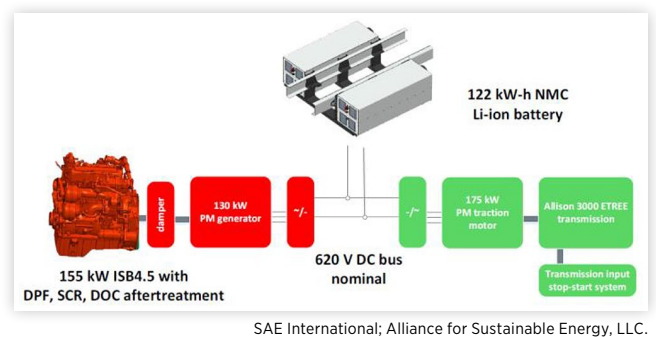 122 kW-h NMC
Li-ion battery
damper
130 kW
PM generator
~/-
-/~
175 kW
PM traction
motor
Allison 3000 ETREE
transmission
155 kW ISB4.5 with
DPF, SCR, DOC aftertreatment
620 V DC bus
nominal
Transmission input
stop-start system
SAE International; Alliance for Sustainable Energy, LLC.